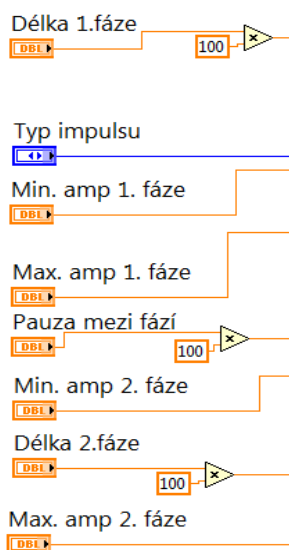 Délka 1.fáze
DBL
100
Typ impulsu
Min. amp 1. fáze
DBL
Max. amp 1. fáze
DBL
Pauza mezi fází
DBL
100
Min. amp 2. fáze
DBL
Délka 2.fáze
DBL
100
Max. amp 2. fáze
DBL